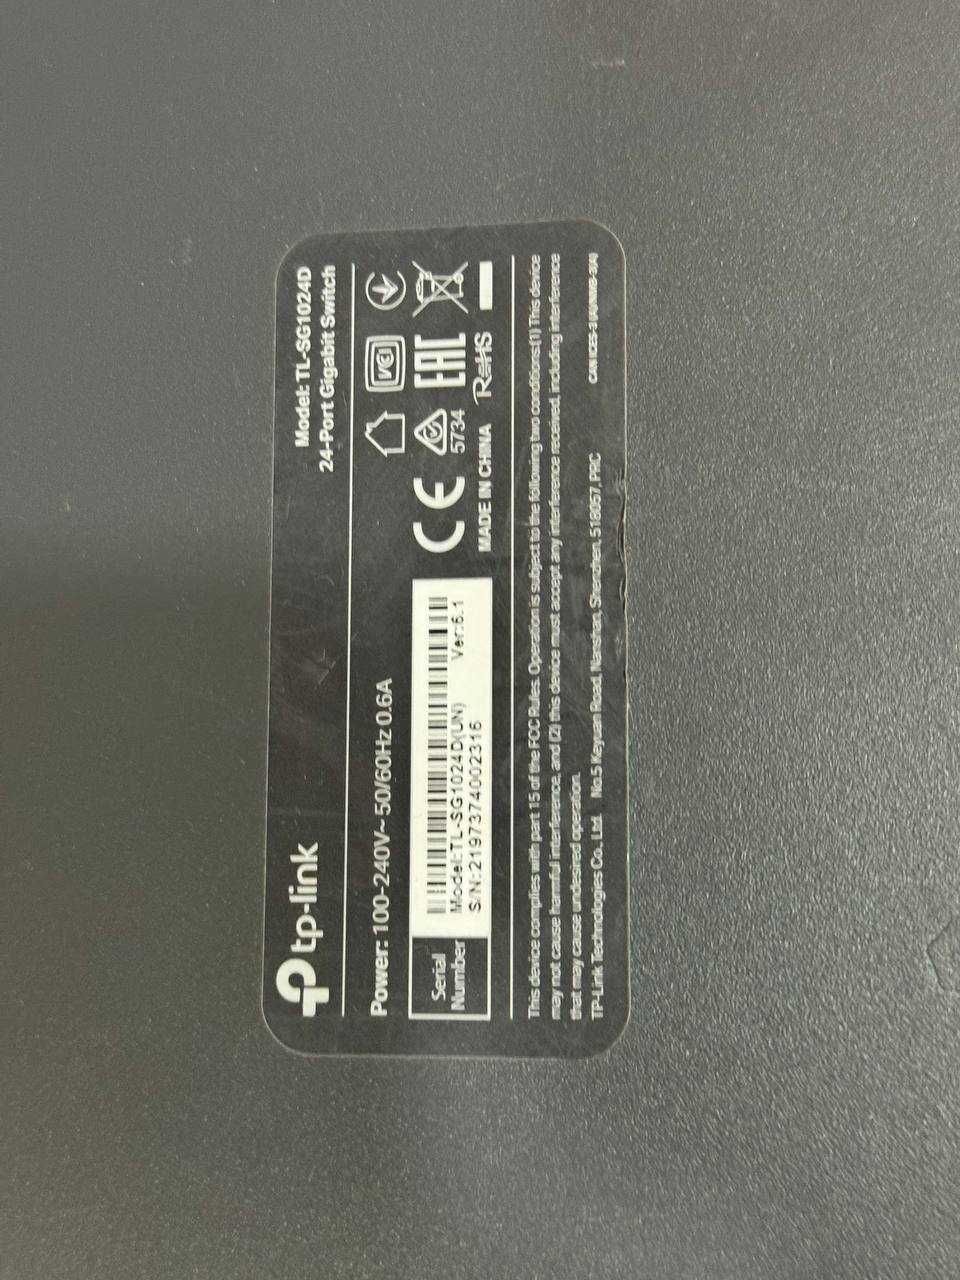 tp-link
Model: TL-SG1024D
24-Port Gigabit Switch
Power: 100-240V~ 50/60Hz 0.6A
Serial
Number
Model:TL-SG1024D(UN) Ver:6.1
S/N:2197374002316
CE
5734
EAC
VCCI
MADE IN CHINA RoHS
This device complies with part 15 of the FCC Rules. Operation is subject to the following two conditions(1) This device
may not cause harmful interference, and (2) this device must accept any interference received, including interference
that may cause undesired operation.
TP-Link Technologies Co., Ltd. No.5 Keyuan Road, Nanshan, Shenzhen, 518057, PRC